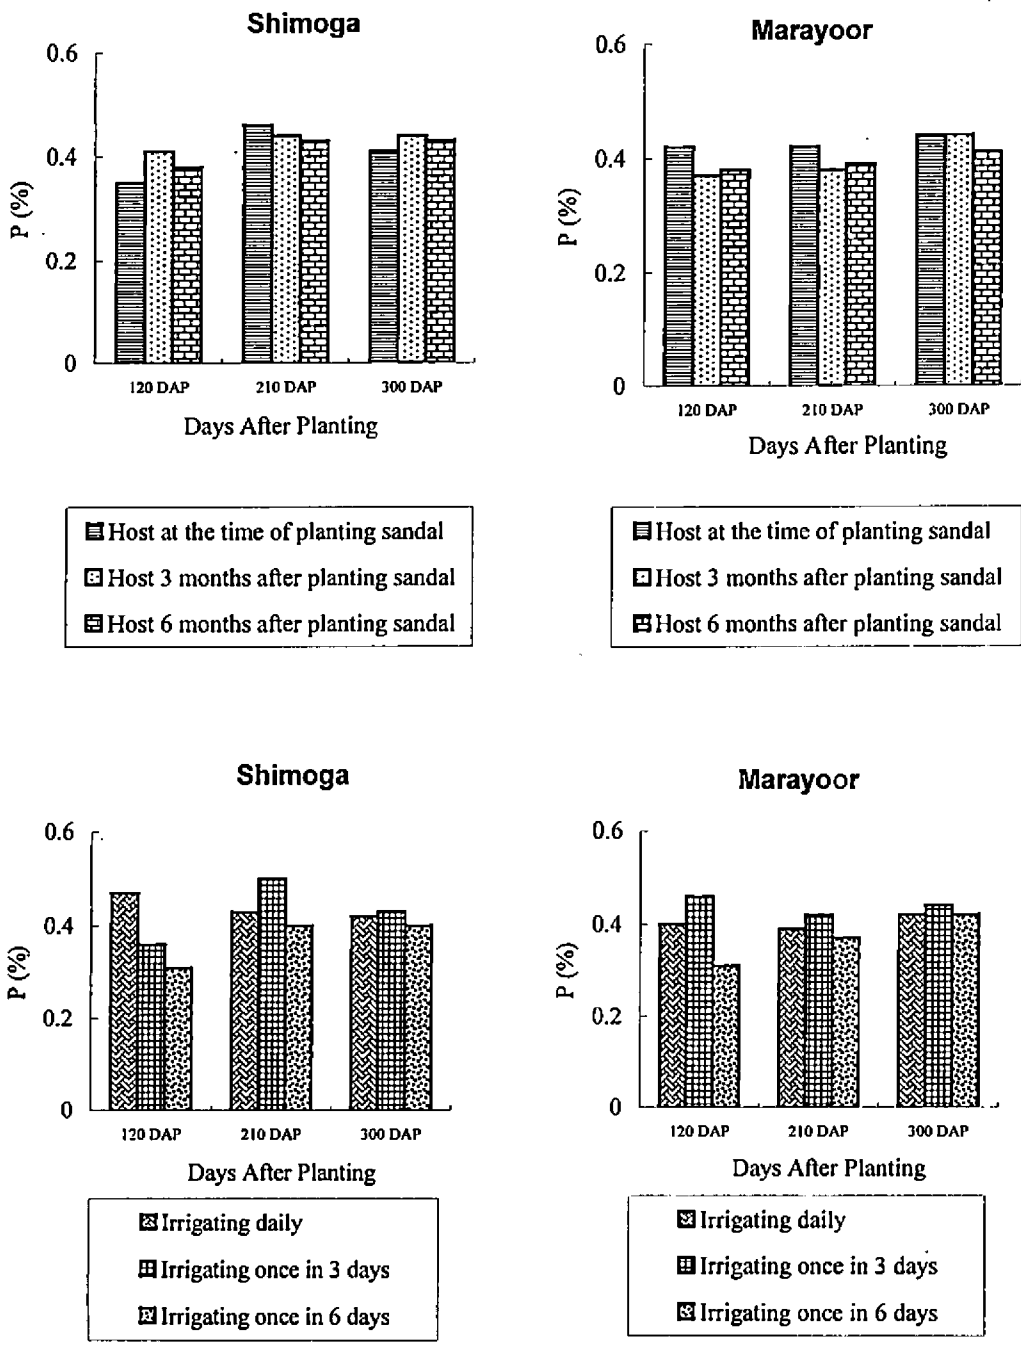 Shimoga
0.6
0.4
0.2
0
P (%)
120 DAP 210 DAP 300 DAP
Days After Planting
Host at the time of planting sandal
Host 3 months after planting sandal
Host 6 months after planting sandal
Marayoor
0.6
0.4
0.2
0
P (%)
120 DAP 210 DAP 300 DAP
Days After Planting
Host at the time of planting sandal
Host 3 months after planting sandal
Host 6 months after planting sandal
Shimoga
0.6
0.4
0.2
0
P (%)
120 DAP 210 DAP 300 DAP
Days After Planting
Irrigating daily
Irrigating once in 3 days
Irrigating once in 6 days
Marayoor
0.6
0.4
0.2
0
P (%)
120 DAP 210 DAP 300 DAP
Days After Planting
Irrigating daily
Irrigating once in 3 days
Irrigating once in 6 days